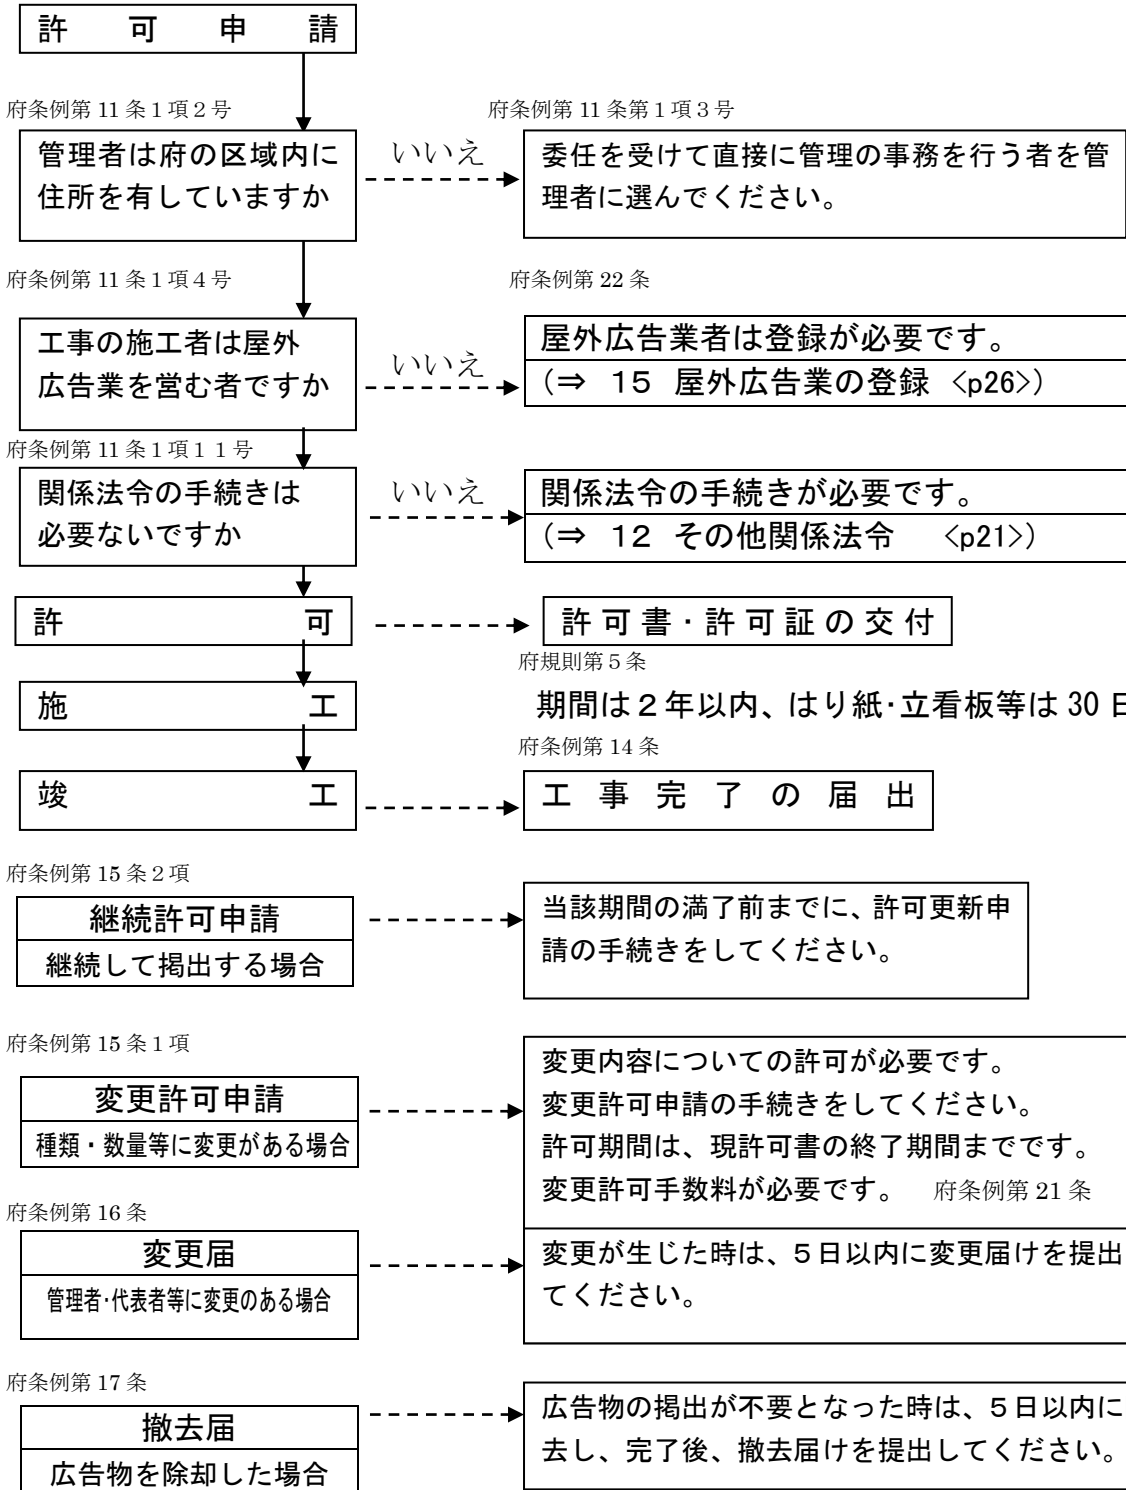 許可申請
府条例第11条1項2号
府条例第11条第1項3号
管理者は府の区域内に
住所を有していますか
いいえ
委任を受けて直接に管理の事務を行う者を管
理者に選んでください。
府条例第11条1項4号
府条例第22条
工事の施工者は屋外
広告業を営む者ですか
いいえ
屋外広告業者は登録が必要です。
(⇒ 15 屋外広告業の登録 <p26>)
府条例第11条1項11号
関係法令の手続きは
必要ないですか
いいえ
関係法令の手続きが必要です。
(⇒ 12 その他関係法令 <p21>)
許可
許可書・許可証の交付
府規則第5条
施工
期間は2年以内、はり紙・立看板等は30日
府条例第14条
竣工
工事完了の届出
府条例第15条2項
継続許可申請
継続して掲出する場合
当該期間の満了前までに、許可更新申
請の手続きをしてください。
府条例第15条1項
変更許可申請
種類・数量等に変更がある場合
変更内容についての許可が必要です。
変更許可申請の手続きをしてください。
許可期間は、現許可書の終了期間までです。
変更許可手数料が必要です。 府条例第21条
府条例第16条
変更届
管理者・代表者等に変更のある場合
変更が生じた時は、5日以内に変更届けを提出
てください。
府条例第17条
撤去届
広告物を除却した場合
広告物の掲出が不要となった時は、5日以内に
去し、完了後、撤去届けを提出してください。